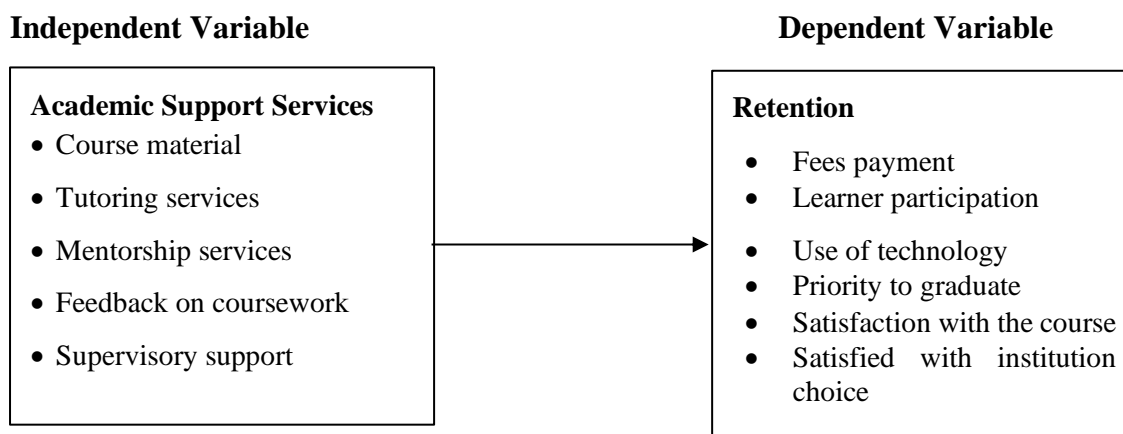 Independent Variable
Dependent Variable
Academic Support Services
• Course material
• Tutoring services
• Mentorship services
• Feedback on coursework
• Supervisory support
Retention
• Fees payment
• Learner participation
• Use of technology
• Priority to graduate
• Satisfaction with the course
• Satisfied with institution
choice